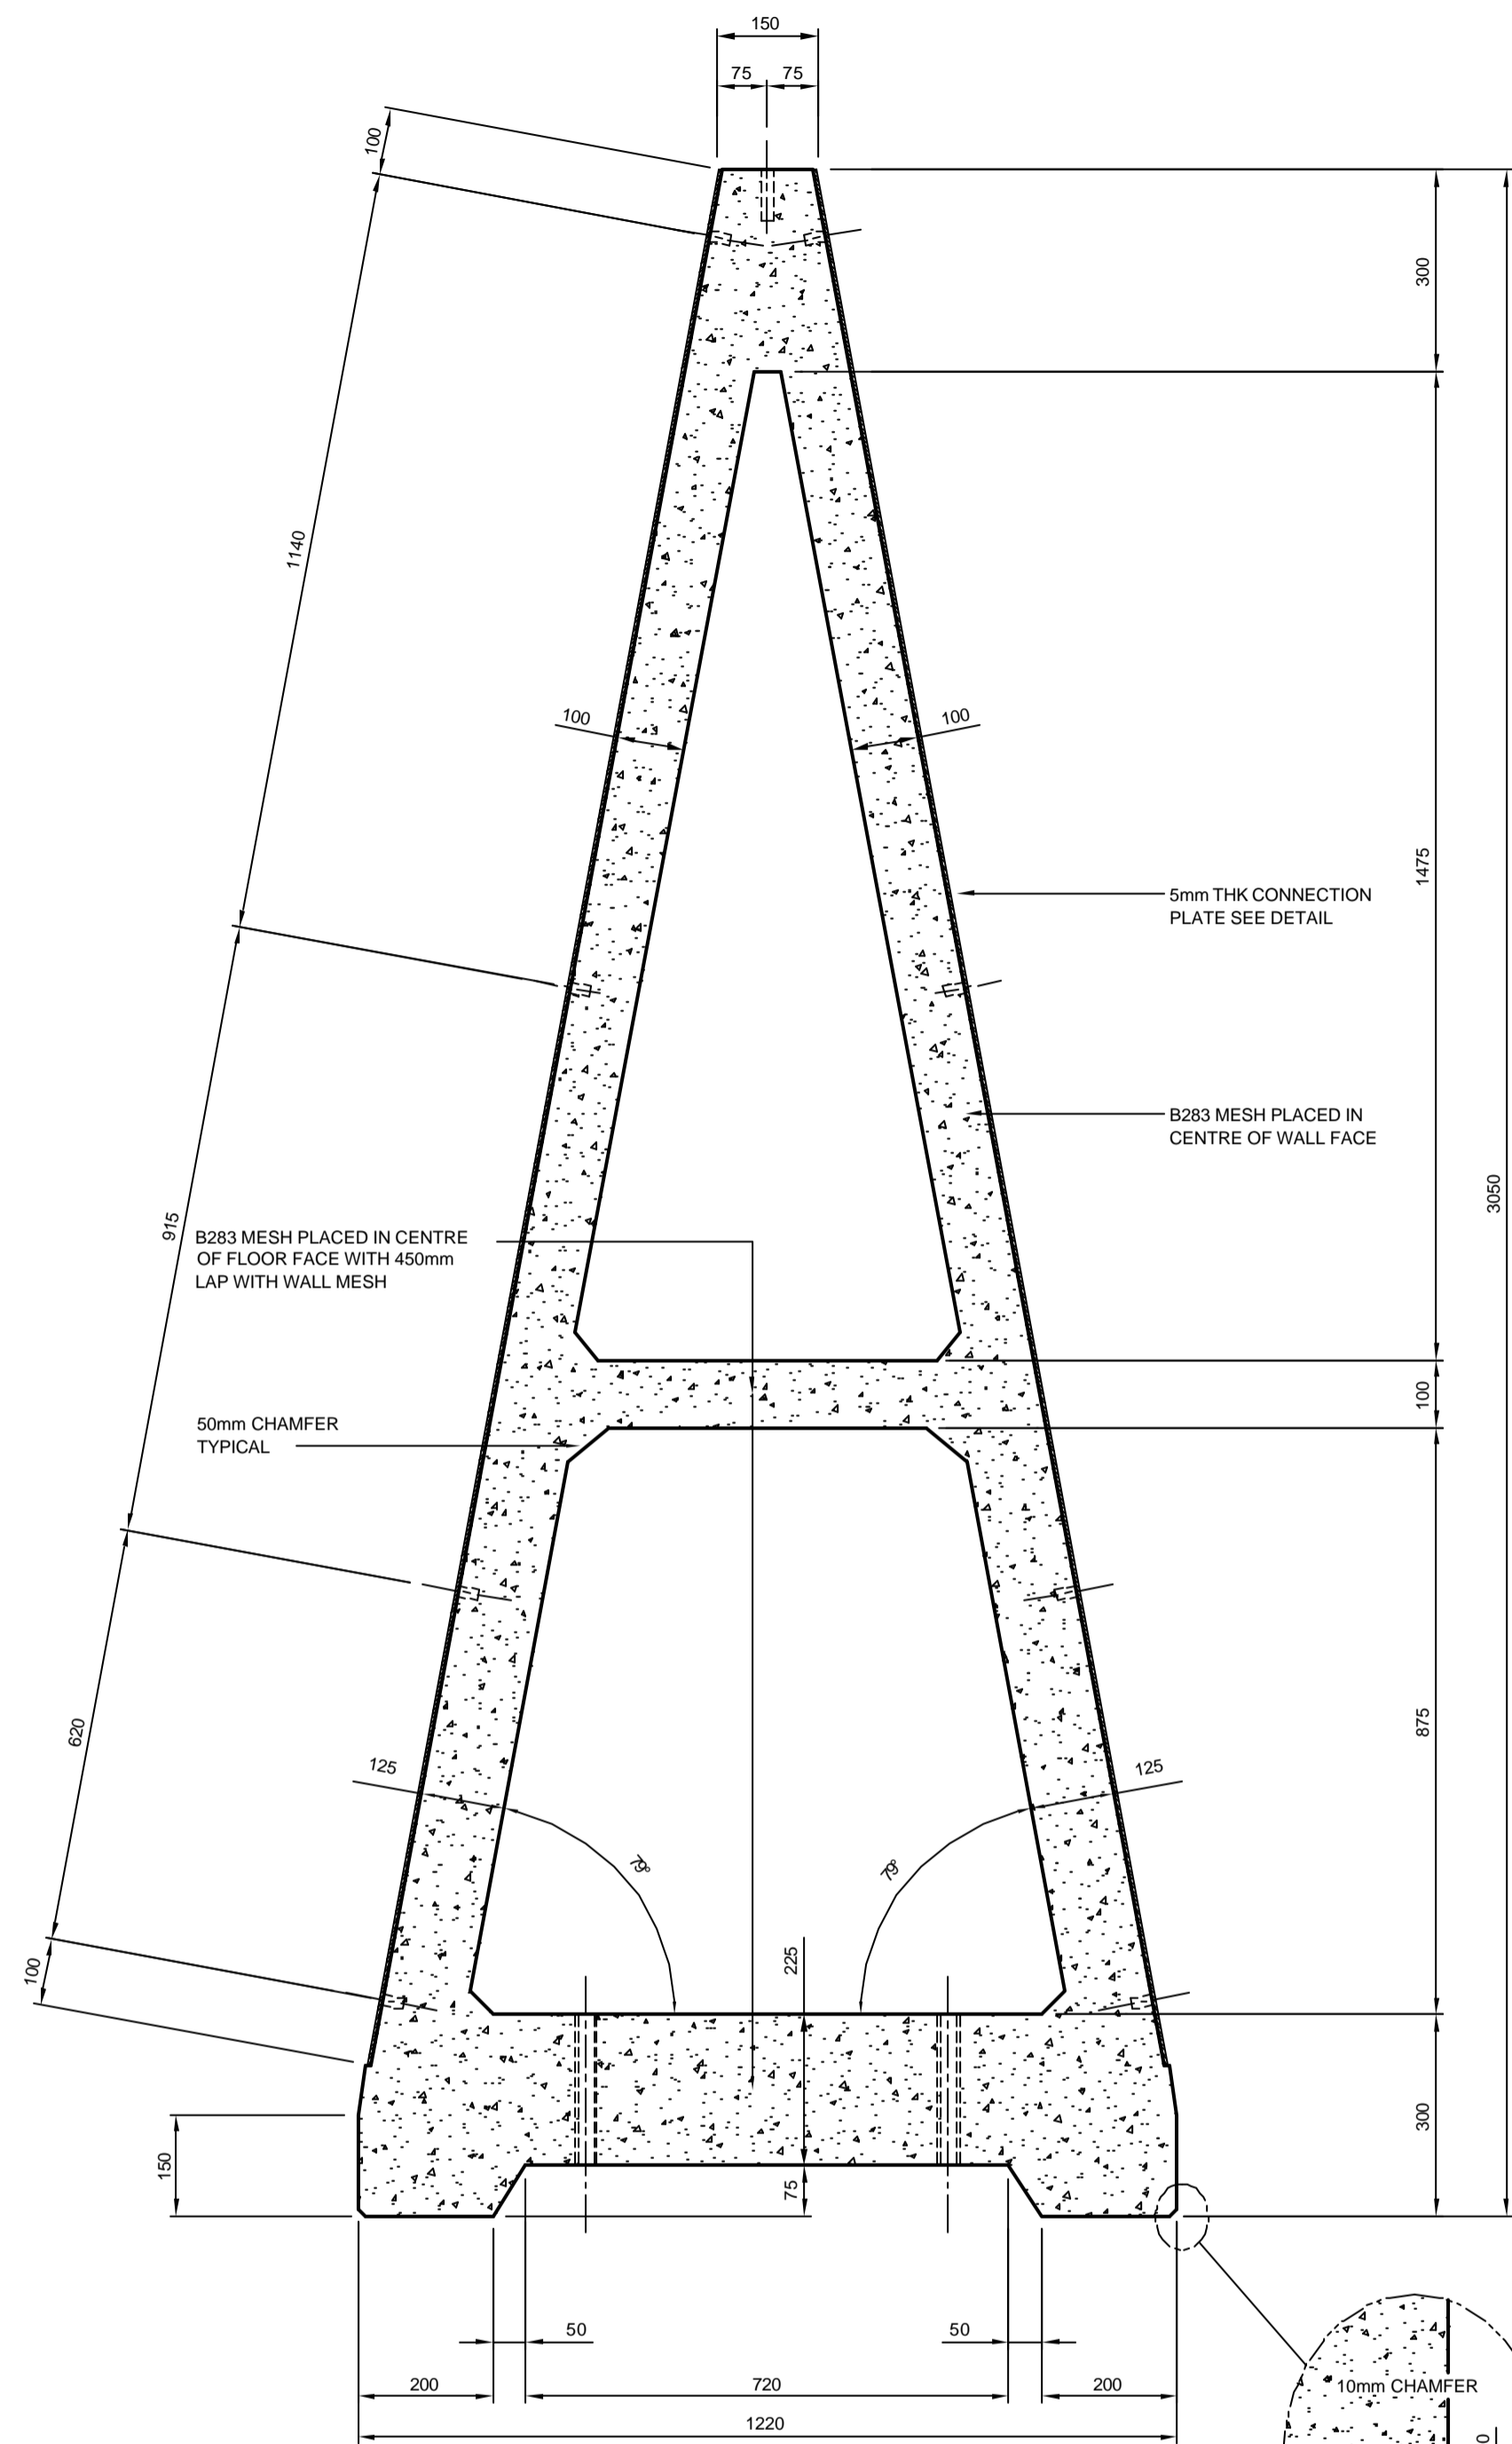 150
75 75
100
300
1140
100 100
1475
5mm THK CONNECTION
PLATE SEE DETAIL
B283 MESH PLACED IN
CENTRE OF WALL FACE
3050
915
B283 MESH PLACED IN CENTRE
OF FLOOR FACE WITH 450mm
LAP WITH WALL MESH
100
50mm CHAMFER
TYPICAL
875
620
125 125
79° 79°
225
100
300
150
75
50 50
200 720 200
10mm CHAMFER
1220